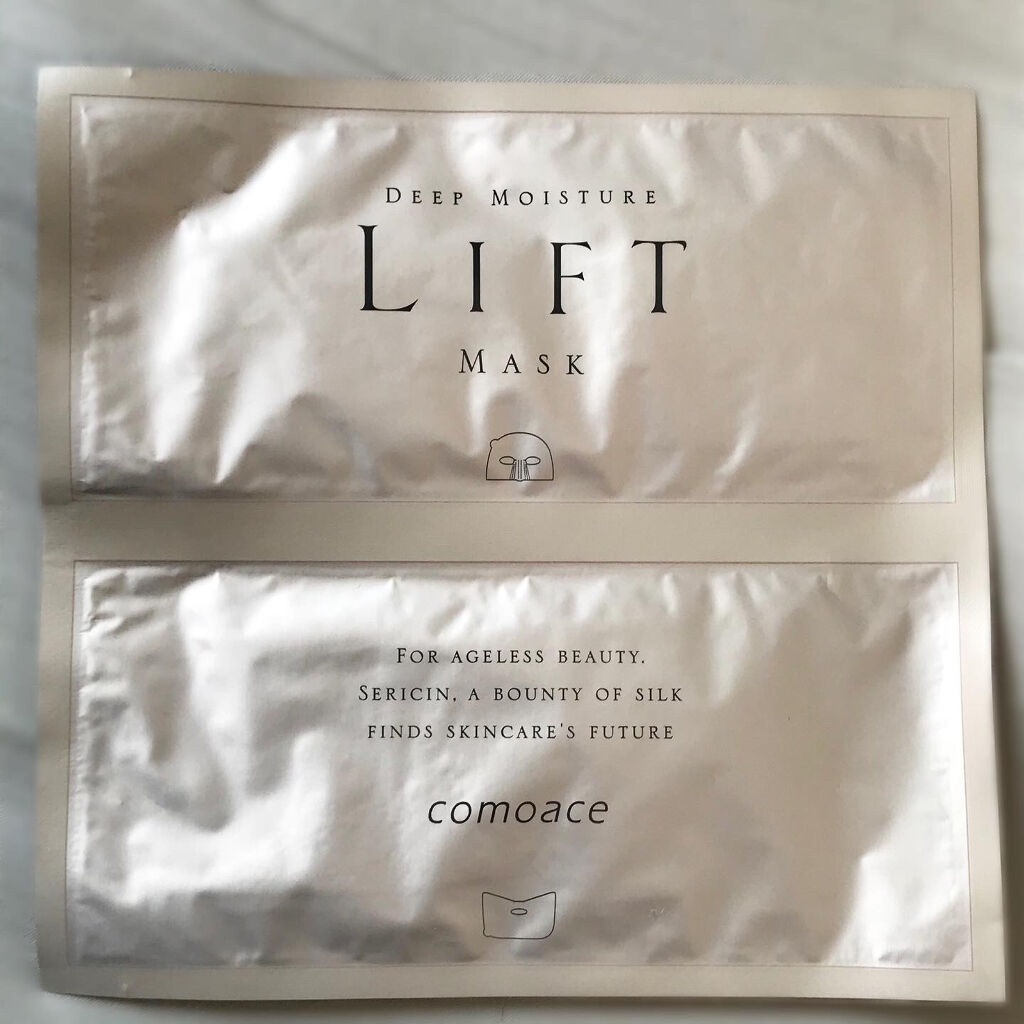 DEEP MOISTURE
LIFT
MASK
FOR AGELESS BEAUTY,
SERICIN, A BOUNTY OF SILK
FINDS SKINCARE'S FUTURE
comoace